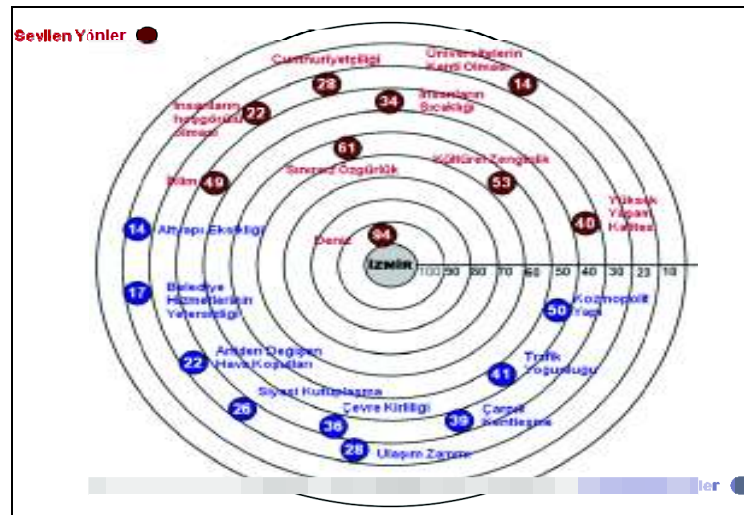 Sevilen Yönler
Cumhuriyetçiliği
28
Üniversitelerin
Kenti Olması
14
İnsanların
hoşgörülü
olması
22
34
İnsanların
Sıcaklığı
61
Sınırsız Özgürlük
Kültürel Zenginlik
53
Bilim
49
Yüksek
Yaşam
Kalitesi
40
14
Altyapı Eksikliği
Deniz
94
İZMİR
100 90 80 70 60 50 40 30 20 10
17
Belediye
Hizmetlerinin
Yetersizliği
50
Kozmopolit
Yapı
22
Aniden Değişen
Hava Koşulları
41
Trafik
Yoğunluğu
26
Siyasi Kutuplaşma
36
Çevre Kirliliği
39
Çarpık
Kentleşme
28
Ulaşım Zammı
ler